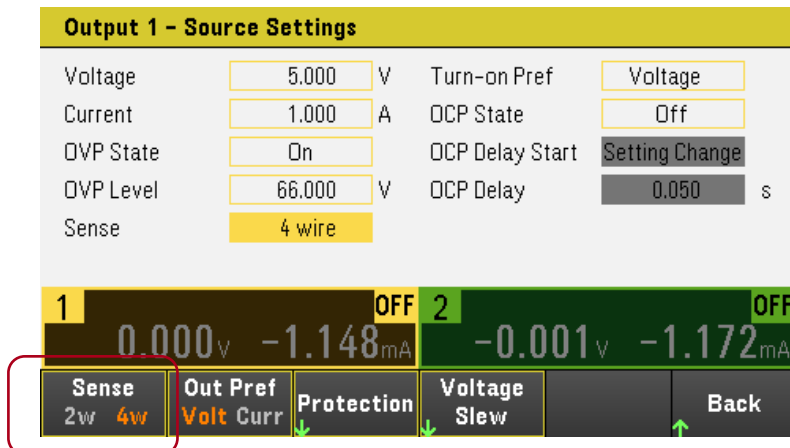 Output 1 – Source Settings
Voltage 5.000 V Turn-on Pref Voltage
Current 1.000 A OCP State Off
OVP State On OCP Delay Start Setting Change
OVP Level 66.000 V OCP Delay 0.050 s
Sense 4 wire
1 OFF 2 OFF
0.000V -1.148mA -0.001V -1.172mA
Sense Out Pref Protection Voltage Back
2w 4w Volt Curr Slew